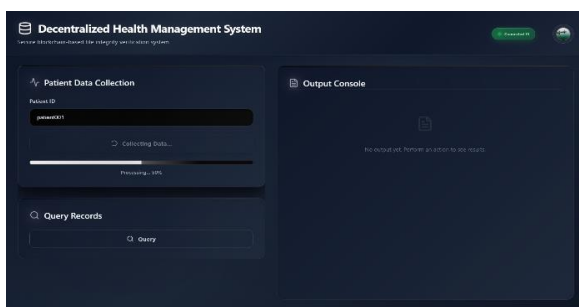 Decentralized Health Management System
Secure blockchain-based file integrity verification system
Patient Data Collection
Patient ID
patient001
Collecting Data...
Processing... 50%
Query Records
Query
Output Console
No output yet. Perform an action to see results.